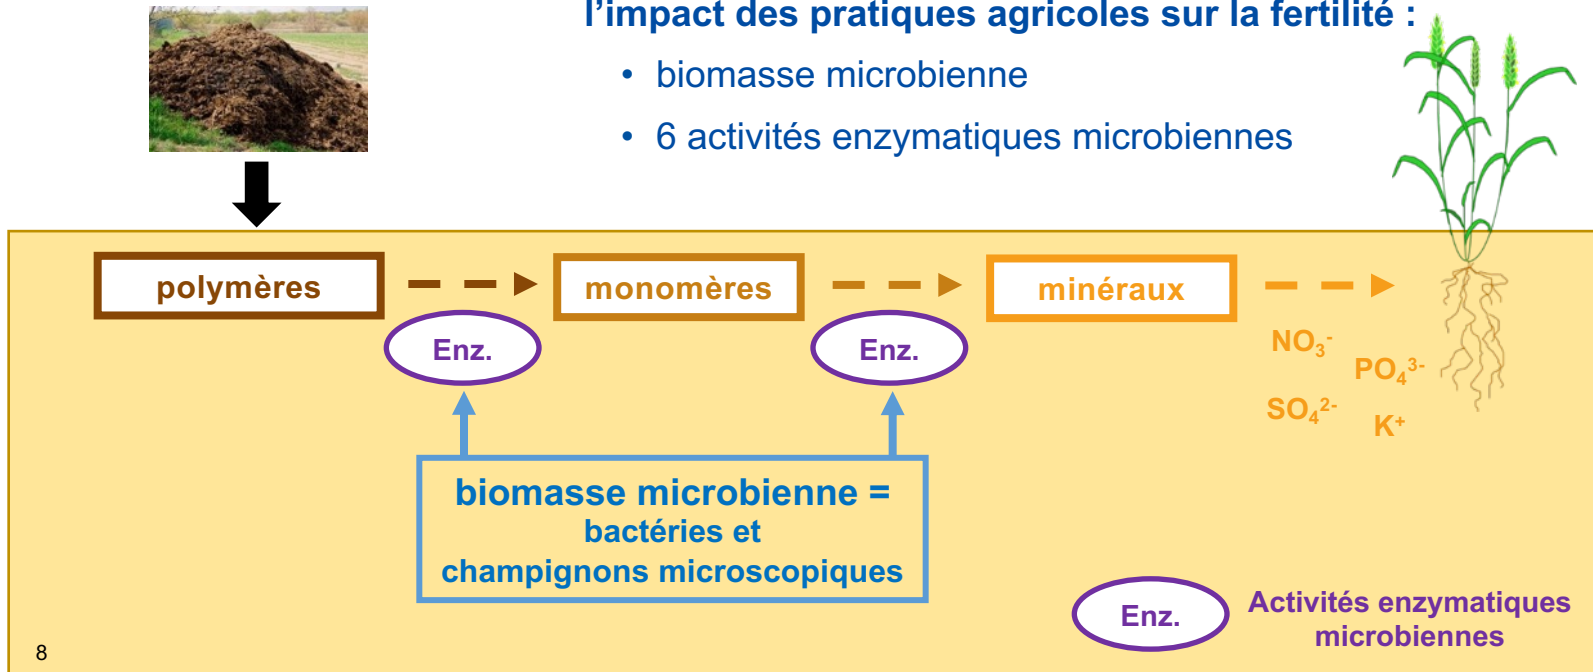 l’impact des pratiques agricoles sur la fertilité :
• biomasse microbienne
• 6 activités enzymatiques microbiennes
polymères
monomères
minéraux
Enz.
Enz.
NO₃⁻
PO₄³⁻
SO₄²⁻
K⁺
biomasse microbienne =
bactéries et
champignons microscopiques
Enz.
Activités enzymatiques
microbiennes
8